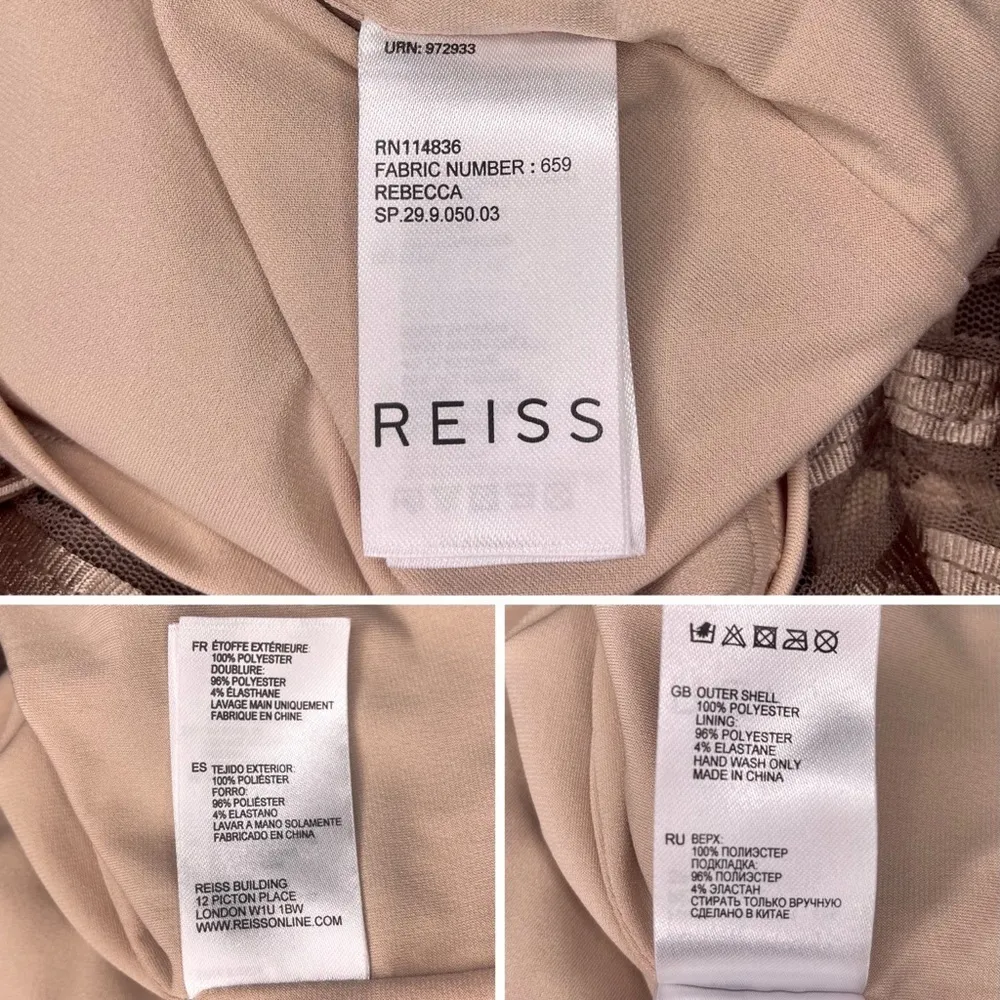 URN: 972933
RN114836
FABRIC NUMBER : 659
REBECCA
SP.29.9.050.03
REISS
FR ÉTOFFE EXTÉRIEURE:
100% POLYESTER
DOUBLURE:
96% POLYESTER
4% ÉLASTHANE
LAVAGE MAIN UNIQUEMENT
FABRIQUE EN CHINE
ES TEJIDO EXTERIOR:
100% POLIÉSTER
FORRO:
96% POLIÉSTER
4% ELASTANO
LAVAR A MANO SOLAMENTE
FABRICADO EN CHINA
REISS BUILDING
12 PICTON PLACE
LONDON W1U 1BW
WWW.REISSONLINE.COM
GB OUTER SHELL
100% POLYESTER
LINING:
96% POLYESTER
4% ELASTANE
HAND WASH ONLY
MADE IN CHINA
RU ВЕРХ:
100% ПОЛИЭСТЕР
ПОДКЛАДКА:
96% ПОЛИЭСТЕР
4% ЭЛАСТАН
СТИРАТЬ ТОЛЬКО ВРУЧНУЮ
СДЕЛАНО В КИТАЕ